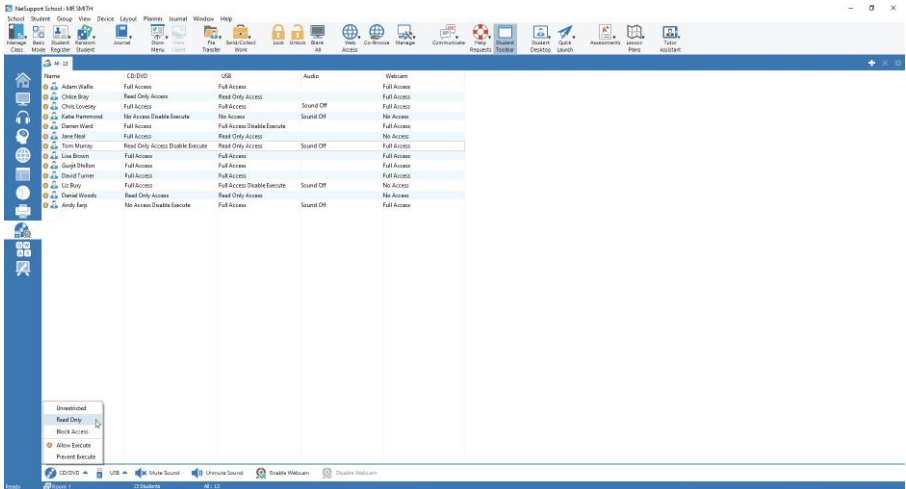 NetSupport School: MR SMITH
School Student Group View Device Layout Planner Journal Window Help
Manage Class
Basic Mode
Student Register
Random Student
Journal
Show Menu
View Client
File Transfer
Send/Collect Work
Lock
Unlock
Blank All
Web Access
Co-Browse
Manage
Communicate
Help Requests
Student Toolbar
Student Desktop
Quick Launch
Assessments
Lesson Plans
Tutor Assistant
All - 13
Name CD/DVD USB Audio Webcam
Adam Wallis Full Access Full Access Full Access
Chloe Bray Read Only Access Read Only Access Full Access
Chris Lovesey Full Access Full Access Sound Off Full Access
Katie Hammond No Access Disable Execute No Access Sound Off No Access
Darren Ward Full Access Full Access Disable Execute Full Access
Jane Neal Full Access Read Only Access No Access
Tom Murray Read Only Access Disable Execute Read Only Access Sound Off Full Access
Lisa Brown Full Access Full Access Full Access
Gurjit Dhillon Full Access Full Access Full Access
David Turner Full Access Full Access Full Access
Liz Bury Full Access Full Access Disable Execute Sound Off No Access
Daniel Woods Read Only Access Read Only Access No Access
Andy Earp No Access Disable Execute Full Access Sound Off Full Access
Unrestricted
Read Only
Block Access
Allow Execute
Prevent Execute
CD/DVD USB Mute Sound Unmute Sound Enable Webcam Disable Webcam
Ready Room 1 13 Students All : 13